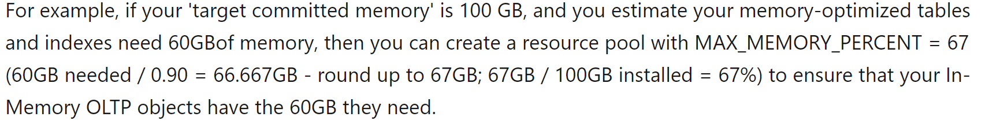 For example, if your 'target committed memory' is 100 GB, and you estimate your memory-optimized tables
and indexes need 60GBof memory, then you can create a resource pool with MAX_MEMORY_PERCENT = 67
(60GB needed / 0.90 = 66.667GB - round up to 67GB; 67GB / 100GB installed = 67%) to ensure that your In-
Memory OLTP objects have the 60GB they need.